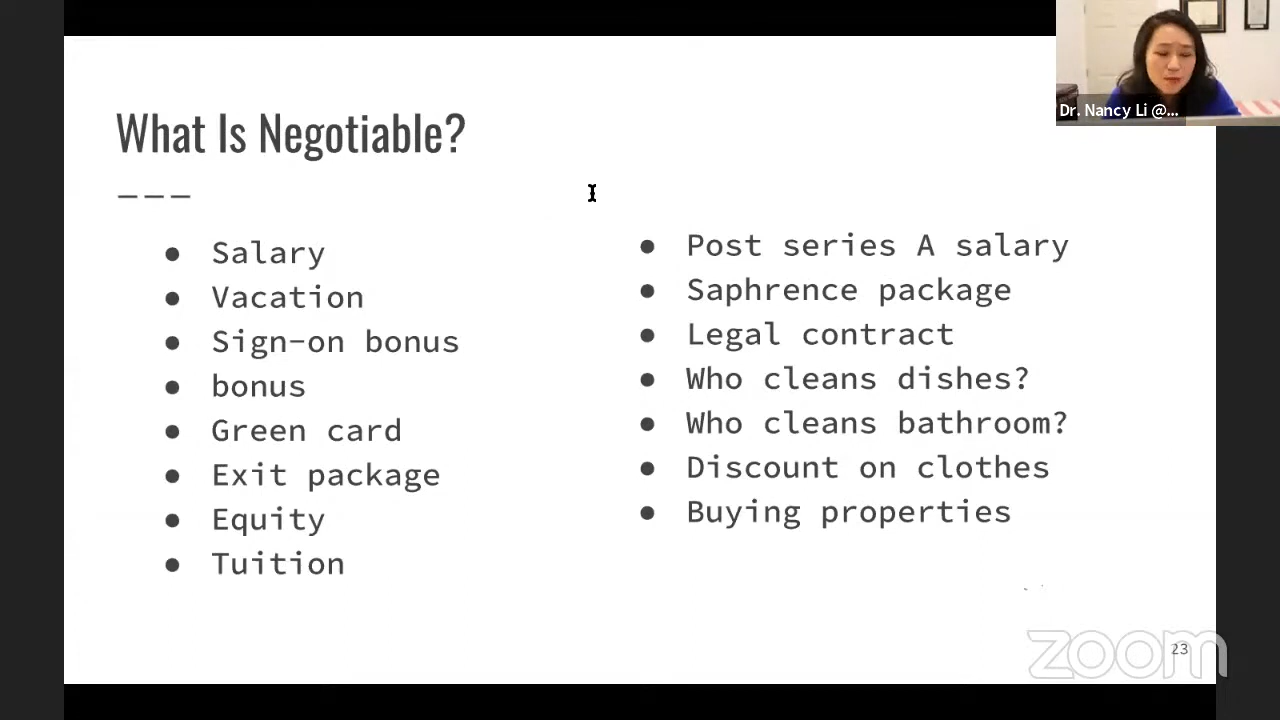 Dr. Nancy Li @...
What Is Negotiable?
———
● Salary
● Vacation
● Sign-on bonus
● bonus
● Green card
● Exit package
● Equity
● Tuition
● Post series A salary
● Saphrence package
● Legal contract
● Who cleans dishes?
● Who cleans bathroom?
● Discount on clothes
● Buying properties
zoom
23